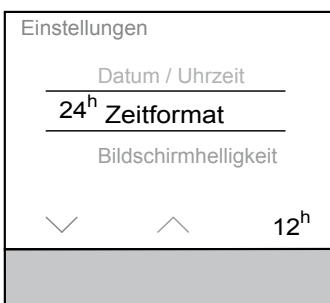 Einstellungen
Datum / Uhrzeit
24h Zeitformat
Bildschirmhelligkeit
12h